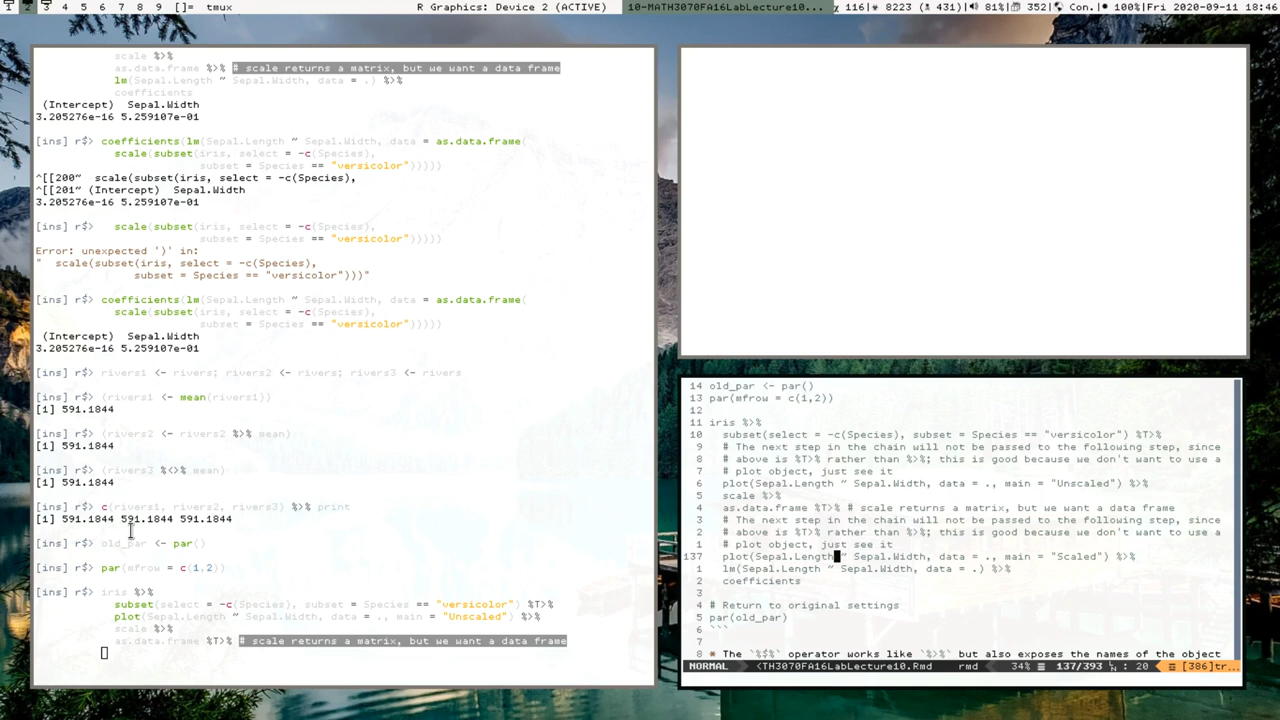 1 2 3 4 5 6 7 8 9 []= tmux R Graphics: Device 2 (ACTIVE) 10-MATH3070FA16LabLecture10... 116| 8223 ( 431)| 81%| 352| Con.| 100%|Fri 2020-09-11 18:46
scale %>%
as.data.frame %>% # scale returns a matrix, but we want a data frame
lm(Sepal.Length ~ Sepal.Width, data = .) %>%
coefficients
(Intercept) Sepal.Width
3.205276e-16 5.259107e-01
[ins] r$> coefficients(lm(Sepal.Length ~ Sepal.Width, data = as.data.frame(
scale(subset(iris, select = -c(Species),
subset = Species == "versicolor")))))
^[[200~ scale(subset(iris, select = -c(Species),
^[[201~ (Intercept) Sepal.Width
3.205276e-16 5.259107e-01
[ins] r$> scale(subset(iris, select = -c(Species),
subset = Species == "versicolor")))))
Error: unexpected ')' in:
" scale(subset(iris, select = -c(Species),
subset = Species == "versicolor")))"
[ins] r$> coefficients(lm(Sepal.Length ~ Sepal.Width, data = as.data.frame(
scale(subset(iris, select = -c(Species),
subset = Species == "versicolor")))))
(Intercept) Sepal.Width
3.205276e-16 5.259107e-01
[ins] r$> rivers1 <- rivers; rivers2 <- rivers; rivers3 <- rivers
[ins] r$> (rivers1 <- mean(rivers1))
[1] 591.1844
[ins] r$> (rivers2 <- rivers2 %>% mean)
[1] 591.1844
[ins] r$> (rivers3 %<>% mean)
[1] 591.1844
[ins] r$> c(rivers1, rivers2, rivers3) %>% print
[1] 591.1844 591.1844 591.1844
[ins] r$> old_par <- par()
[ins] r$> par(mfrow = c(1,2))
[ins] r$> iris %>%
subset(select = -c(Species), subset = Species == "versicolor") %T>%
plot(Sepal.Length ~ Sepal.Width, data = ., main = "Unscaled") %>%
scale %>%
as.data.frame %T>% # scale returns a matrix, but we want a data frame
14 old_par <- par()
13 par(mfrow = c(1,2))
12
11 iris %>%
10 subset(select = -c(Species), subset = Species == "versicolor") %T>%
9 # The next step in the chain will not be passed to the following step, since
8 # above is %T>% rather than %>%; this is good because we don't want to use a
7 # plot object, just see it
6 plot(Sepal.Length ~ Sepal.Width, data = ., main = "Unscaled") %>%
5 scale %>%
4 as.data.frame %T>% # scale returns a matrix, but we want a data frame
3 # The next step in the chain will not be passed to the following step, since
2 # above is %T>% rather than %>%; this is good because we don't want to use a
1 # plot object, just see it
137 plot(Sepal.Length ~ Sepal.Width, data = ., main = "Scaled") %>%
1 lm(Sepal.Length ~ Sepal.Width, data = .) %>%
2 coefficients
3
4 # Return to original settings
5 par(old_par)
6 ```
7
8 * The `%$%` operator works like `%>%` but also exposes the names of the object
NORMAL <TH3070FA16LabLecture10.Rmd rmd 34% 137/393 : 20 [386]tr...